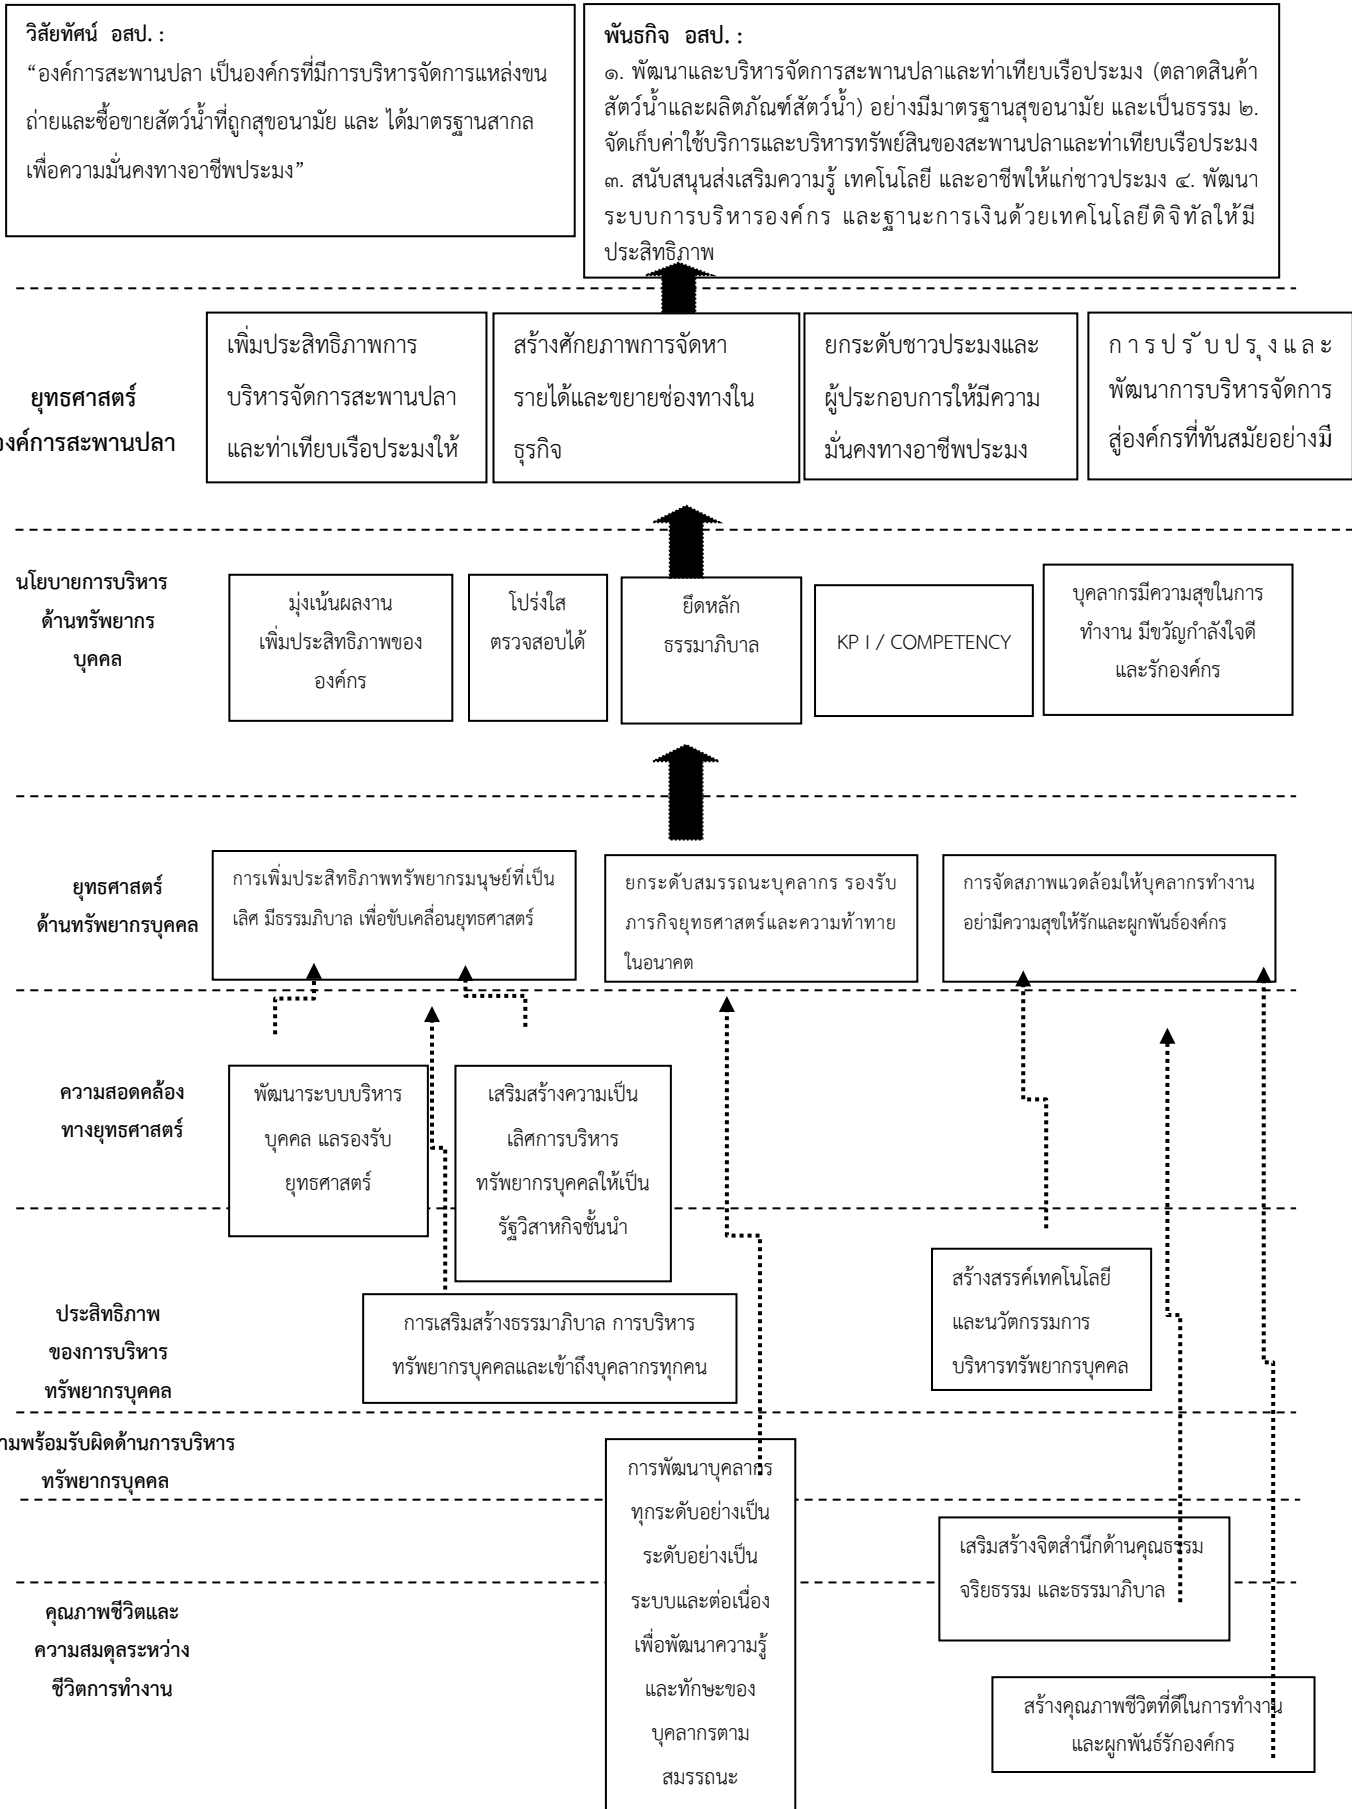 วิสัยทัศน์ อสป. :
“องค์การสะพานปลา เป็นองค์กรที่มีการบริหารจัดการแหล่งขน
ถ่ายและซื้อขายสัตว์น้ำที่ถูกสุขอนามัย และ ได้มาตรฐานสากล
เพื่อความมั่นคงทางอาชีพประมง”
พันธกิจ อสป. :
๑. พัฒนาและบริหารจัดการสะพานปลาและท่าเทียบเรือประมง (ตลาดสินค้า
สัตว์น้ำและผลิตภัณฑ์สัตว์น้ำ) อย่างมีมาตรฐานสุขอนามัย และเป็นธรรม ๒.
จัดเก็บค่าใช้บริการและบริหารทรัพย์สินของสะพานปลาและท่าเทียบเรือประมง
๓. สนับสนุนส่งเสริมความรู้ เทคโนโลยี และอาชีพให้แก่ชาวประมง ๔. พัฒนา
ระบบการบริหารองค์กร และฐานะการเงินด้วยเทคโนโลยีดิจิทัลให้มี
ประสิทธิภาพ
ยุทธศาสตร์
องค์การสะพานปลา
เพิ่มประสิทธิภาพการ
บริหารจัดการสะพานปลา
และท่าเทียบเรือประมงให้
สร้างศักยภาพการจัดหา
รายได้และขยายช่องทางใน
ธุรกิจ
ยกระดับชาวประมงและ
ผู้ประกอบการให้มีความ
มั่นคงทางอาชีพประมง
การปรับปรุงและ
พัฒนาการบริหารจัดการ
สู่องค์กรที่ทันสมัยอย่างมี
นโยบายการบริหาร
ด้านทรัพยากร
บุคคล
มุ่งเน้นผลงาน
เพิ่มประสิทธิภาพของ
องค์กร
โปร่งใส
ตรวจสอบได้
ยึดหลัก
ธรรมาภิบาล
KP I / COMPETENCY
บุคลากรมีความสุขในการ
ทำงาน มีขวัญกำลังใจดี
และรักองค์กร
ยุทธศาสตร์
ด้านทรัพยากรบุคคล
การเพิ่มประสิทธิภาพทรัพยากรมนุษย์ที่เป็น
เลิศ มีธรรมภิบาล เพื่อขับเคลื่อนยุทธศาสตร์
ยกระดับสมรรถนะบุคลากร รองรับ
ภารกิจยุทธศาสตร์และความท้าทาย
ในอนาคต
การจัดสภาพแวดล้อมให้บุคลากรทำงาน
อย่ามีความสุขให้รักและผูกพันธ์องค์กร
ความสอดคล้อง
ทางยุทธศาสตร์
พัฒนาระบบบริหาร
บุคคล แลรองรับ
ยุทธศาสตร์
เสริมสร้างความเป็น
เลิศการบริหาร
ทรัพยากรบุคคลให้เป็น
รัฐวิสาหกิจชั้นนำ
ประสิทธิภาพ
ของการบริหาร
ทรัพยากรบุคคล
การเสริมสร้างธรรมาภิบาล การบริหาร
ทรัพยากรบุคคลและเข้าถึงบุคลากรทุกคน
สร้างสรรค์เทคโนโลยี
และนวัตกรรมการ
บริหารทรัพยากรบุคคล
ามพร้อมรับผิดด้านการบริหาร
ทรัพยากรบุคคล
การพัฒนาบุคลากร
ทุกระดับอย่างเป็น
ระดับอย่างเป็น
ระบบและต่อเนื่อง
เพื่อพัฒนาความรู้
และทักษะของ
บุคลากรตาม
สมรรถนะ
เสริมสร้างจิตสำนึกด้านคุณธรรม
จริยธรรม และธรรมาภิบาล
คุณภาพชีวิตและ
ความสมดุลระหว่าง
ชีวิตการทำงาน
สร้างคุณภาพชีวิตที่ดีในการทำงาน
และผูกพันธ์รักองค์กร